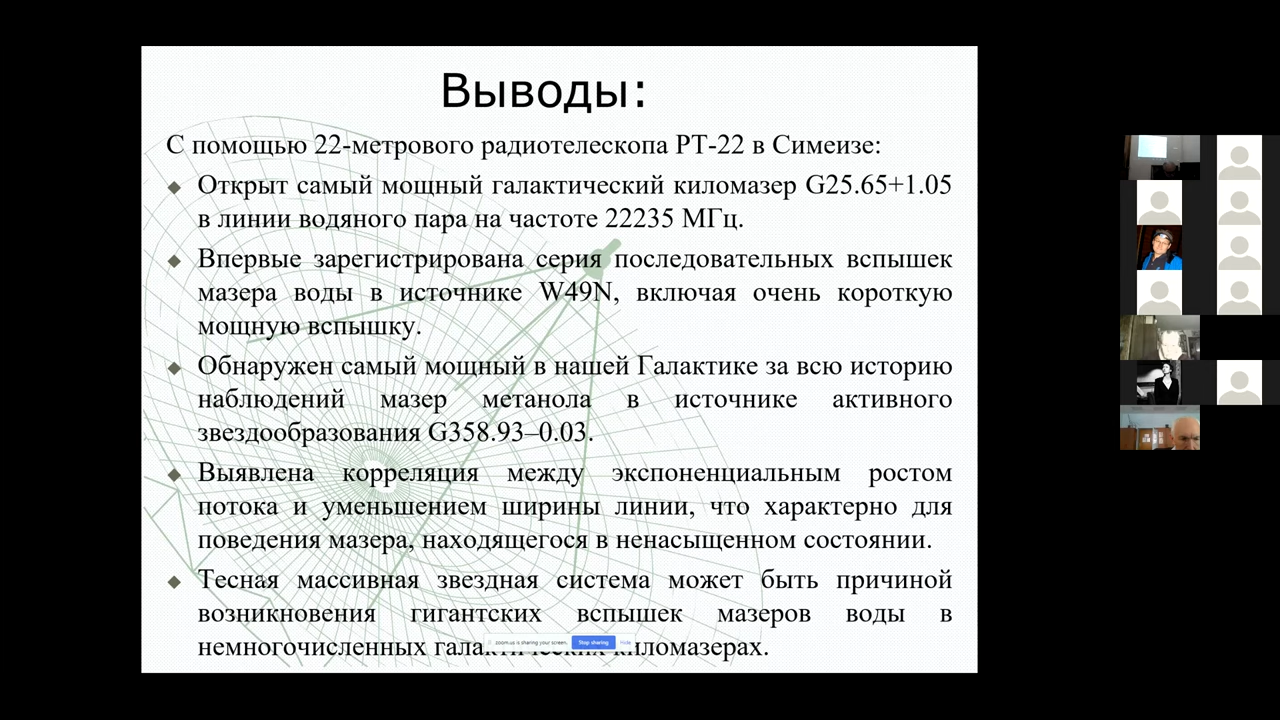 Выводы:
С помощью 22-метрового радиотелескопа РТ-22 в Симеизе:
Открыт самый мощный галактический киломазер G25.65+1.05
в линии водяного пара на частоте 22235 МГц.
Впервые зарегистрирована серия последовательных вспышек
мазера воды в источнике W49N, включая очень короткую
мощную вспышку.
Обнаружен самый мощный в нашей Галактике за всю историю
наблюдений мазер метанола в источнике активного
звездообразования G358.93–0.03.
Выявлена корреляция между экспоненциальным ростом
потока и уменьшением ширины линии, что характерно для
поведения мазера, находящегося в ненасыщенном состоянии.
Тесная массивная звездная система может быть причиной
возникновения гигантских вспышек мазеров воды в
немногочисленных галактических киломазерах.
zoom.us is sharing your screen. Stop sharing Hide